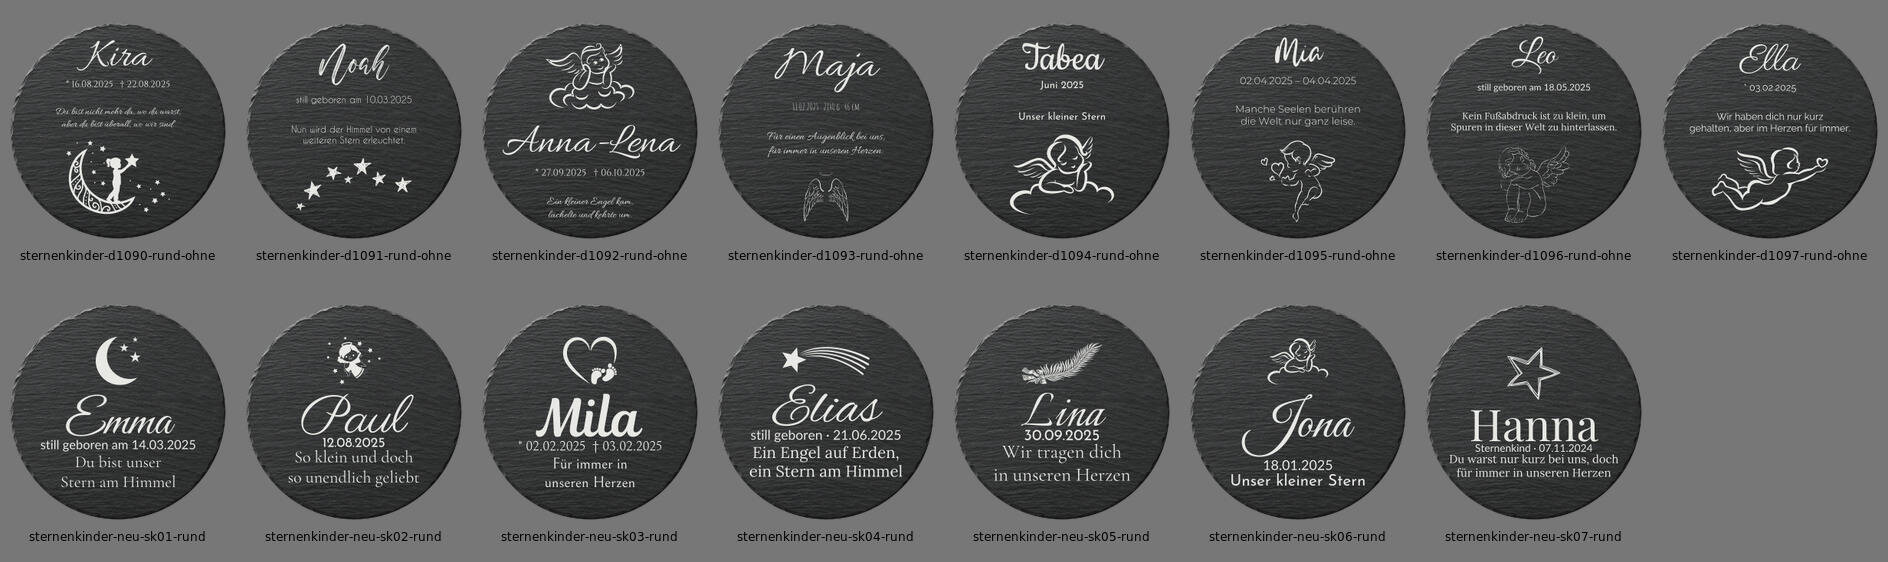 Kira
* 16.08.2025 † 22.08.2025
Du bist nicht mehr da, wo du warst,
aber du bist überall, wo wir sind.
sternenkinder-d1090-rund-ohne
Noah
still geboren am 10.03.2025
Nun wird der Himmel von einem
weiteren Stern erleuchtet.
sternenkinder-d1091-rund-ohne
Anna-Lena
* 27.09.2025 † 06.10.2025
Ein kleiner Engel kam,
lächelte und kehrte um.
sternenkinder-d1092-rund-ohne
Maja
Für einen Augenblick bei uns,
für immer in unseren Herzen.
sternenkinder-d1093-rund-ohne
Tabea
Juni 2025
Unser kleiner Stern
sternenkinder-d1094-rund-ohne
Mia
02.04.2025 – 04.04.2025
Manche Seelen berühren
die Welt nur ganz leise.
sternenkinder-d1095-rund-ohne
Leo
still geboren am 18.05.2025
Kein Fußabdruck ist zu klein, um
Spuren in dieser Welt zu hinterlassen.
sternenkinder-d1096-rund-ohne
Ella
* 03.02.2025
Wir haben dich nur kurz
gehalten, aber im Herzen für immer.
sternenkinder-d1097-rund-ohne
Emma
still geboren am 14.03.2025
Du bist unser
Stern am Himmel
sternenkinder-neu-sk01-rund
Paul
12.08.2025
So klein und doch
so unendlich geliebt
sternenkinder-neu-sk02-rund
Mila
* 02.02.2025 † 03.02.2025
Für immer in
unseren Herzen
sternenkinder-neu-sk03-rund
Elias
still geboren · 21.06.2025
Ein Engel auf Erden,
ein Stern am Himmel
sternenkinder-neu-sk04-rund
Lina
30.09.2025
Wir tragen dich
in unseren Herzen
sternenkinder-neu-sk05-rund
Jona
18.01.2025
Unser kleiner Stern
sternenkinder-neu-sk06-rund
Hanna
Sternenkind · 07.11.2024
Du warst nur kurz bei uns, doch
für immer in unseren Herzen
sternenkinder-neu-sk07-rund